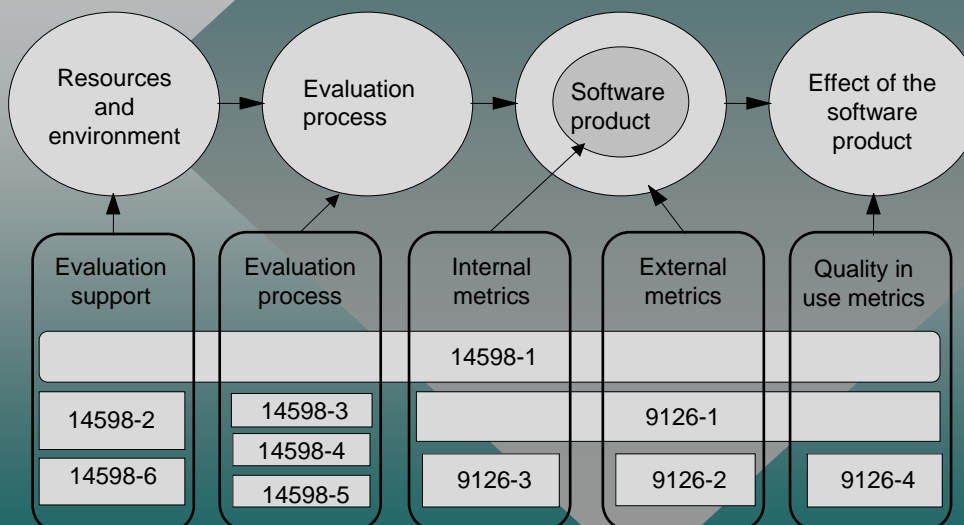 Resources
and
environment
Evaluation
process
Software
product
Effect of the
software
product
Evaluation
support
Evaluation
process
Internal
metrics
External
metrics
Quality in
use metrics
14598-1
14598-2
14598-6
14598-3
14598-4
14598-5
9126-1
9126-3
9126-2
9126-4